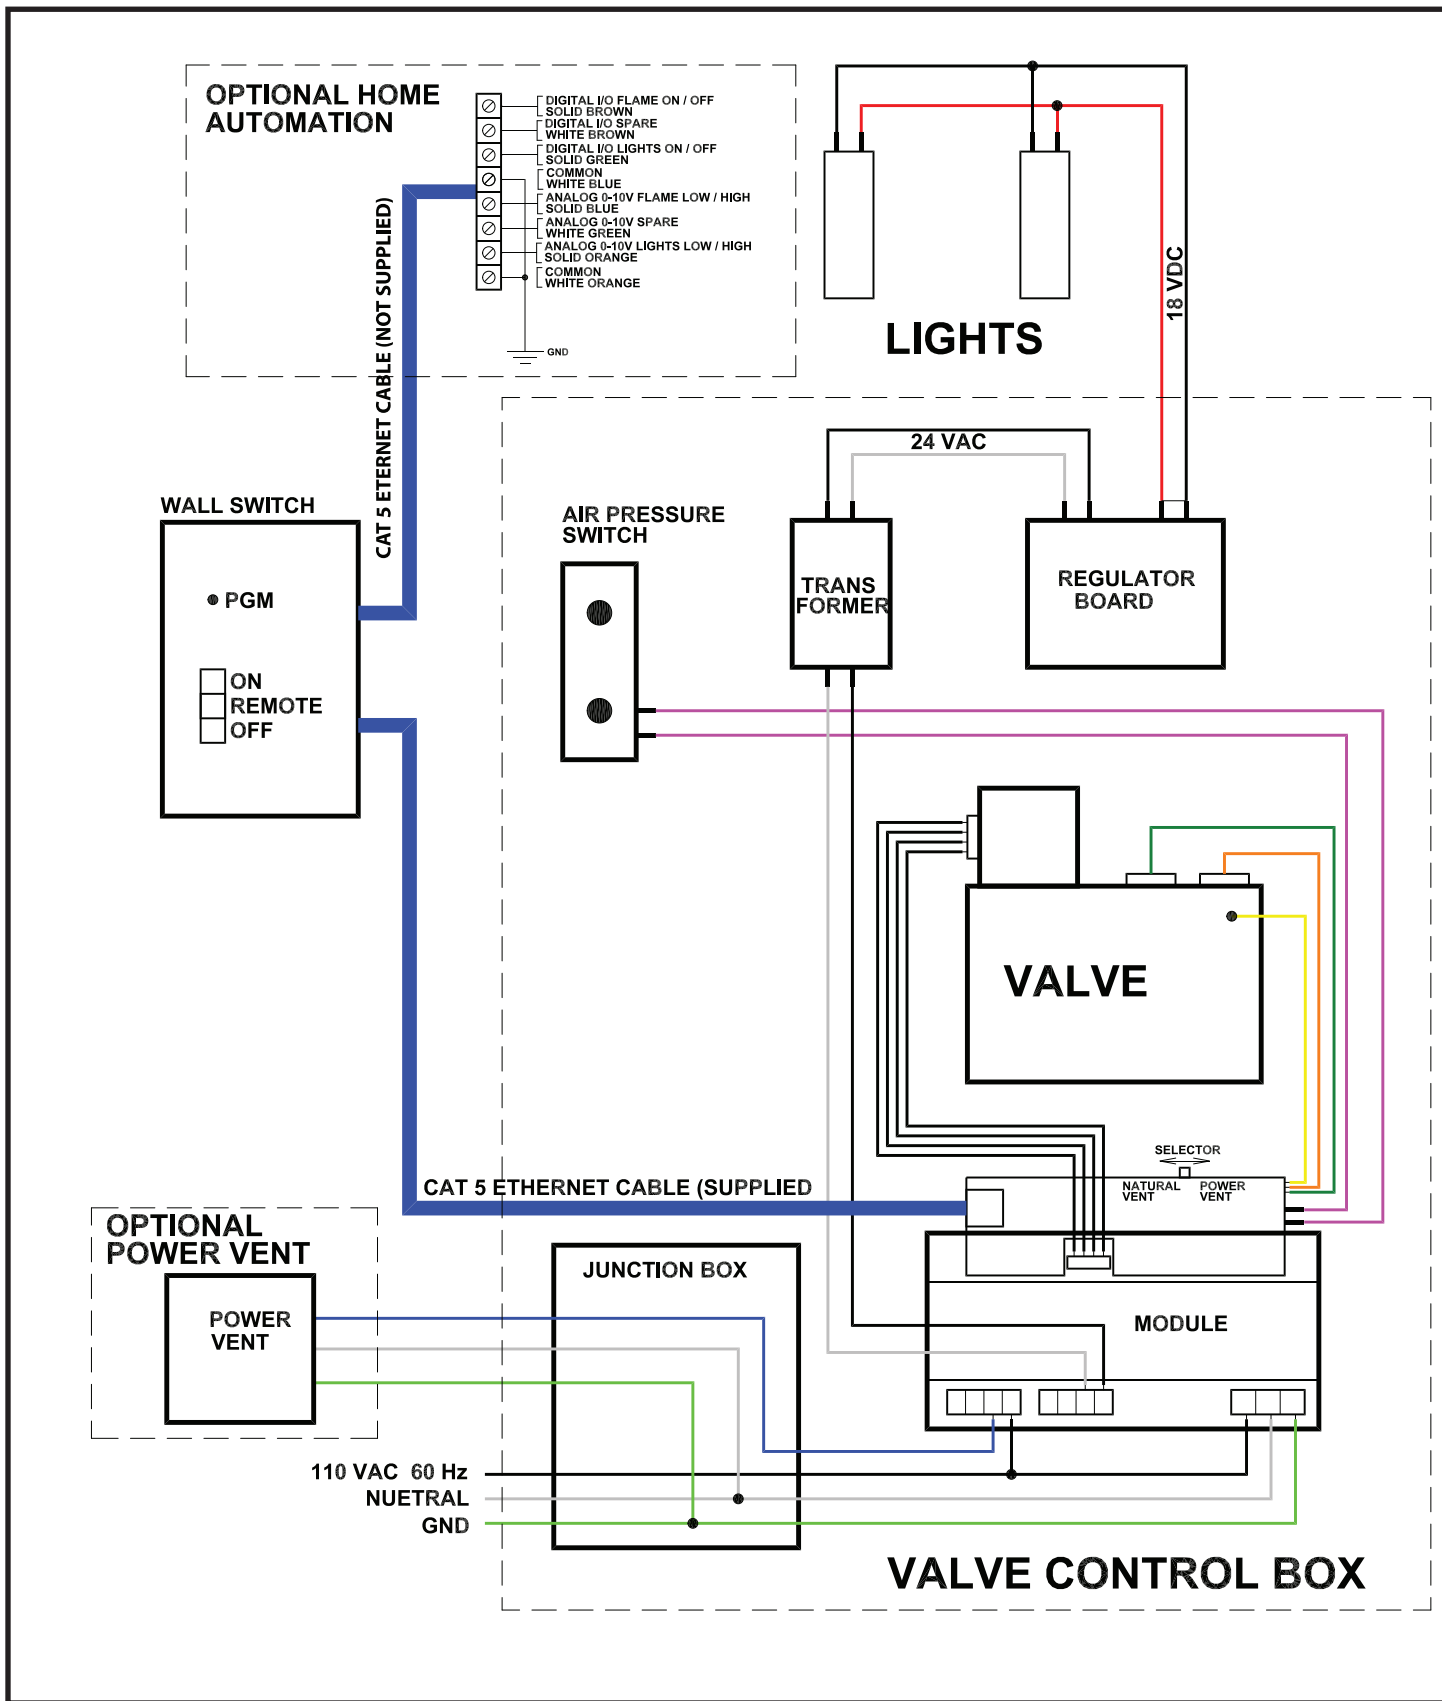 OPTIONAL HOME
AUTOMATION
DIGITAL I/O FLAME ON / OFF
SOLID BROWN
DIGITAL I/O SPARE
WHITE BROWN
DIGITAL I/O LIGHTS ON / OFF
SOLID GREEN
COMMON
WHITE BLUE
ANALOG 0-10V FLAME LOW / HIGH
SOLID BLUE
ANALOG 0-10V SPARE
WHITE GREEN
ANALOG 0-10V LIGHTS LOW / HIGH
SOLID ORANGE
COMMON
WHITE ORANGE
GND
CAT 5 ETERNET CABLE (NOT SUPPLIED)
LIGHTS
18 VDC
24 VAC
WALL SWITCH
PGM
ON
REMOTE
OFF
AIR PRESSURE
SWITCH
TRANS
FORMER
REGULATOR
BOARD
VALVE
SELECTOR
NATURAL
VENT
POWER
VENT
CAT 5 ETHERNET CABLE (SUPPLIED
OPTIONAL
POWER VENT
POWER
VENT
JUNCTION BOX
MODULE
110 VAC 60 Hz
NUETRAL
GND
VALVE CONTROL BOX